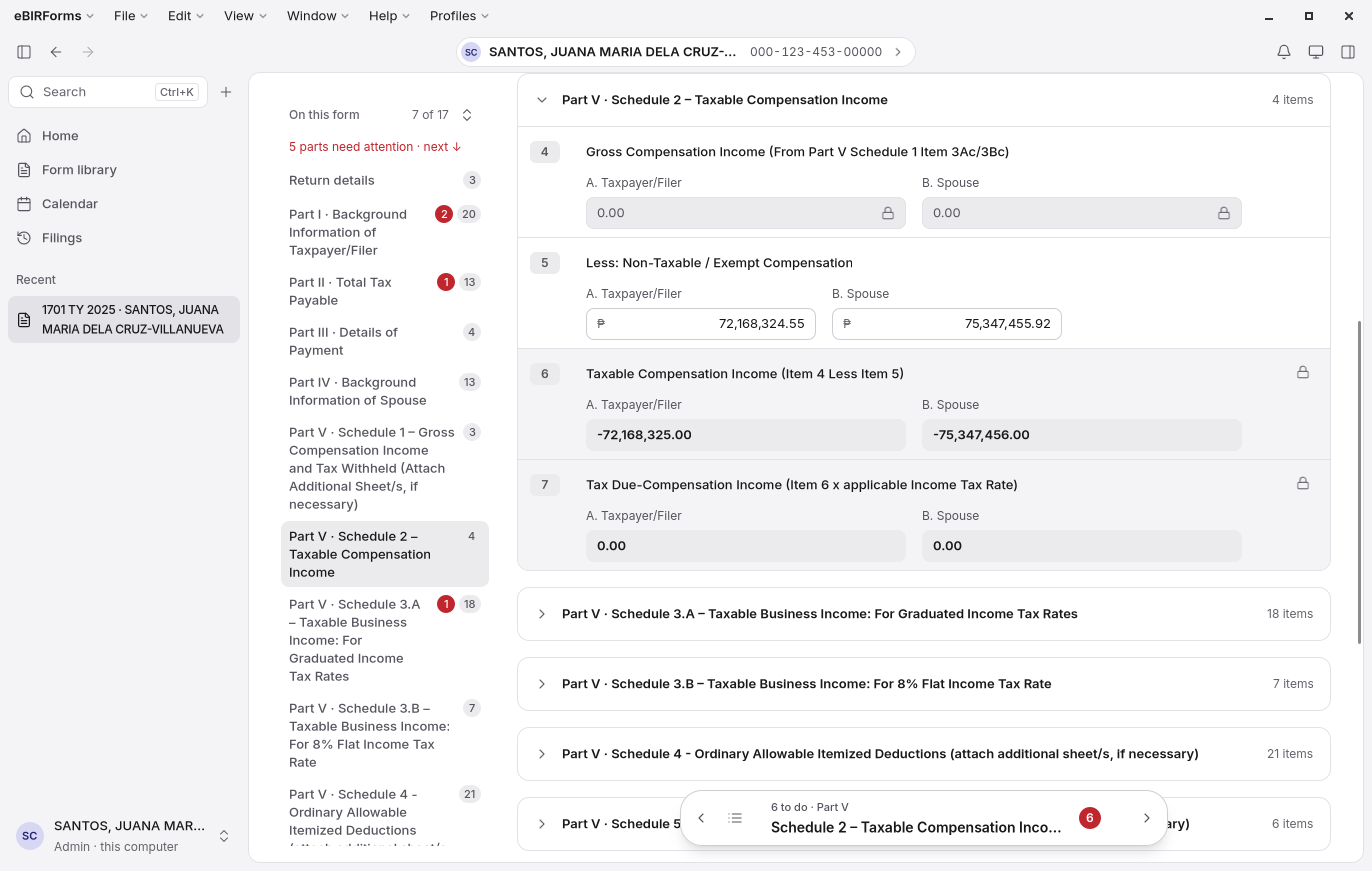 eBIRForms File Edit View Window Help Profiles
SC SANTOS, JUANA MARIA DELA CRUZ-... 000-123-453-00000
Search Ctrl+K
Home
Form library
Calendar
Filings
Recent
1701 TY 2025 · SANTOS, JUANA
MARIA DELA CRUZ-VILLANUEVA
SC SANTOS, JUANA MAR...
Admin · this computer
On this form 7 of 17
5 parts need attention · next ↓
Return details 3
Part I · Background 2 20
Information of
Taxpayer/Filer
Part II · Total Tax 1 13
Payable
Part III · Details of 4
Payment
Part IV · Background 13
Information of Spouse
Part V · Schedule 1 – Gross 3
Compensation Income
and Tax Withheld (Attach
Additional Sheet/s, if
necessary)
Part V · Schedule 2 – 4
Taxable Compensation
Income
Part V · Schedule 3.A 1 18
– Taxable Business
Income: For
Graduated Income
Tax Rates
Part V · Schedule 3.B – 7
Taxable Business Income:
For 8% Flat Income Tax
Rate
Part V · Schedule 4 - 21
Ordinary Allowable
Itemized Deductions
(attach additional sheet/s,
Part V · Schedule 2 – Taxable Compensation Income 4 items
4 Gross Compensation Income (From Part V Schedule 1 Item 3Ac/3Bc)
A. Taxpayer/Filer B. Spouse
0.00 0.00
5 Less: Non-Taxable / Exempt Compensation
A. Taxpayer/Filer B. Spouse
₱ 72,168,324.55 ₱ 75,347,455.92
6 Taxable Compensation Income (Item 4 Less Item 5)
A. Taxpayer/Filer B. Spouse
-72,168,325.00 -75,347,456.00
7 Tax Due-Compensation Income (Item 6 x applicable Income Tax Rate)
A. Taxpayer/Filer B. Spouse
0.00 0.00
Part V · Schedule 3.A – Taxable Business Income: For Graduated Income Tax Rates 18 items
Part V · Schedule 3.B – Taxable Business Income: For 8% Flat Income Tax Rate 7 items
Part V · Schedule 4 - Ordinary Allowable Itemized Deductions (attach additional sheet/s, if necessary) 21 items
Part V · Schedule 5 ary) 6 items
6 to do · Part V
Schedule 2 – Taxable Compensation Inco... 6